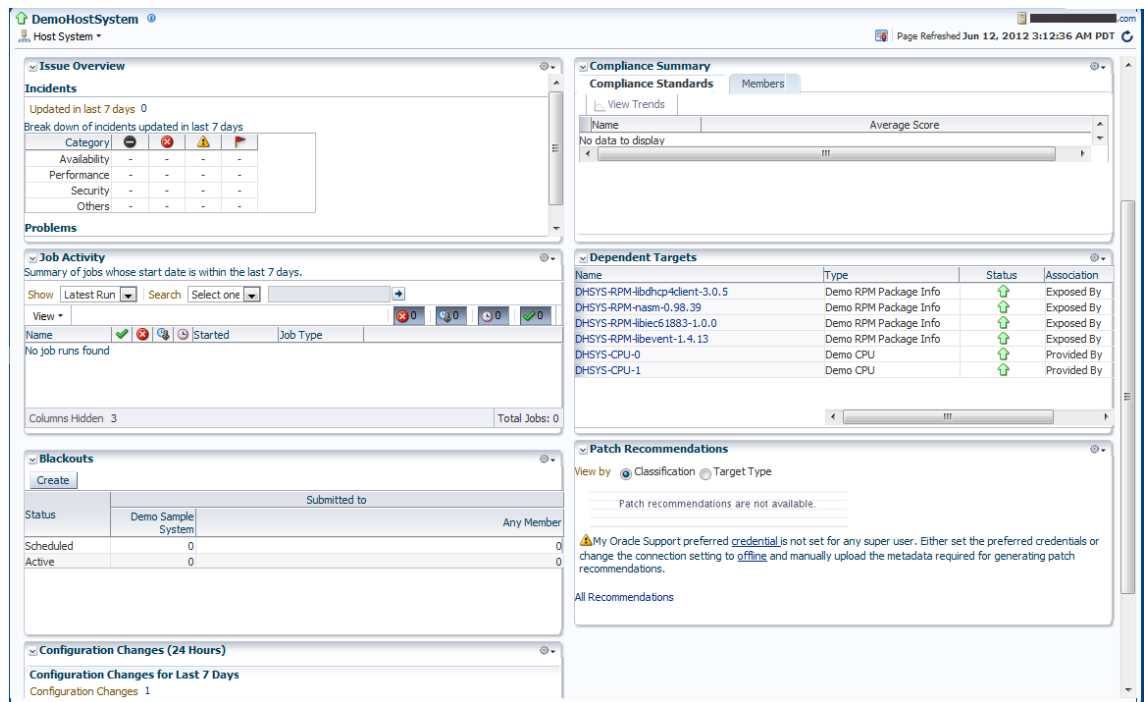 DemoHostSystem
.com
Host System
Page Refreshed Jun 12, 2012 3:12:36 AM PDT
Issue Overview
Incidents
Updated in last 7 days 0
Break down of incidents updated in last 7 days
Category
Availability - - - -
Performance - - - -
Security - - - -
Others - - - -
Problems
Compliance Summary
Compliance Standards Members
View Trends
Name Average Score
No data to display
Job Activity
Summary of jobs whose start date is within the last 7 days.
Show Latest Run Search Select one
View 0 0 0 0
Name Started Job Type
No job runs found
Columns Hidden 3 Total Jobs: 0
Dependent Targets
Name Type Status Association
DHSYS-RPM-libdhcp4client-3.0.5 Demo RPM Package Info Exposed By
DHSYS-RPM-nasm-0.98.39 Demo RPM Package Info Exposed By
DHSYS-RPM-libiec61883-1.0.0 Demo RPM Package Info Exposed By
DHSYS-RPM-libevent-1.4.13 Demo RPM Package Info Exposed By
DHSYS-CPU-0 Demo CPU Provided By
DHSYS-CPU-1 Demo CPU Provided By
Blackouts
Create
Status Submitted to
Demo Sample
System
Any Member
Scheduled 0 0
Active 0 0
Patch Recommendations
View by Classification Target Type
Patch recommendations are not available.
My Oracle Support preferred credential is not set for any super user. Either set the preferred credentials or
change the connection setting to offline and manually upload the metadata required for generating patch
recommendations.
All Recommendations
Configuration Changes (24 Hours)
Configuration Changes for Last 7 Days
Configuration Changes 1